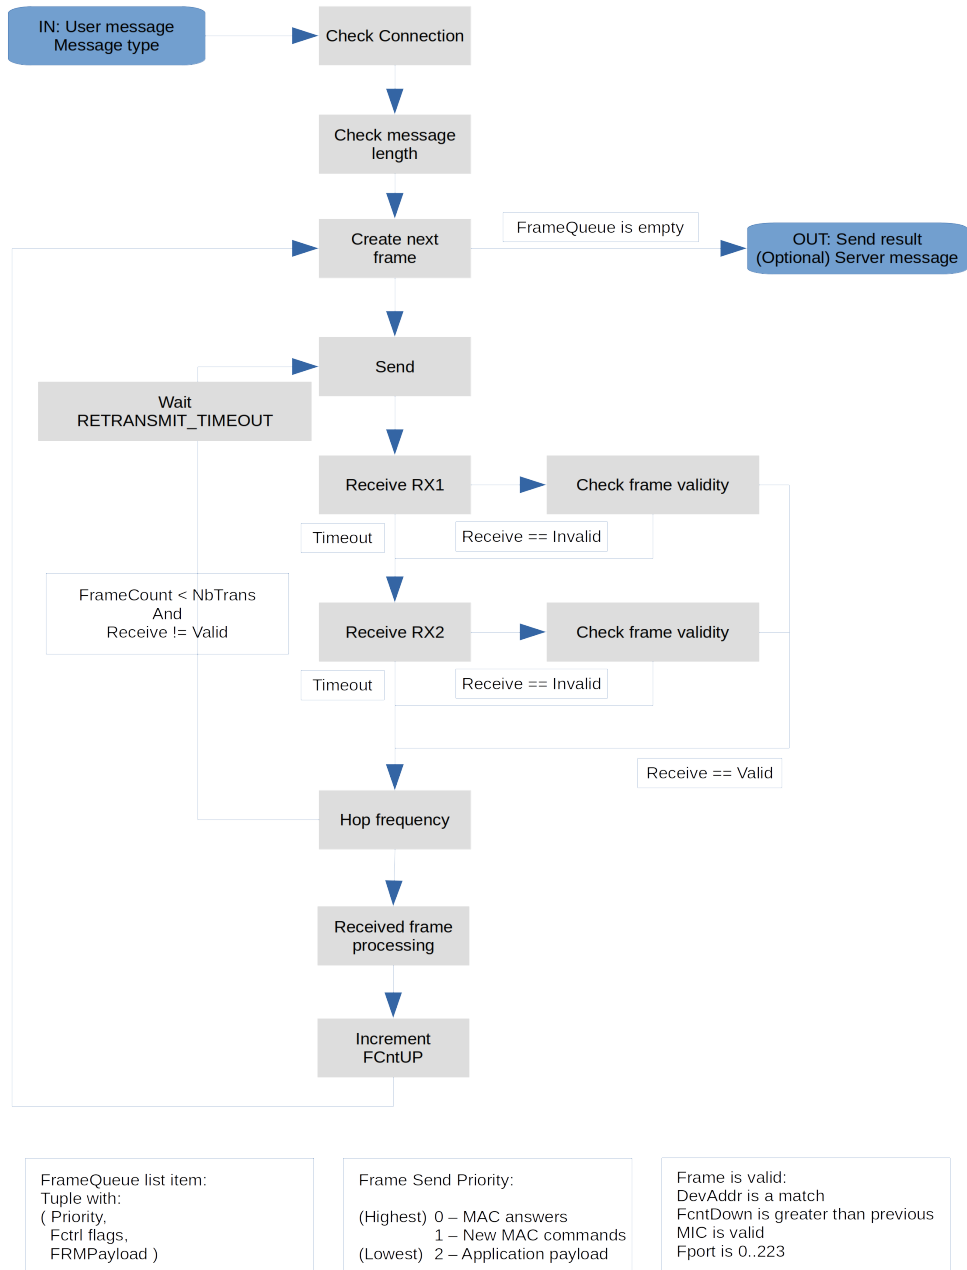 IN: User message
Message type
Check Connection
Check message
length
Create next
frame
FrameQueue is empty
OUT: Send result
(Optional) Server message
Send
Wait
RETRANSMIT_TIMEOUT
Receive RX1
Check frame validity
Timeout
Receive == Invalid
FrameCount < NbTrans
And
Receive != Valid
Receive RX2
Check frame validity
Timeout
Receive == Invalid
Receive == Valid
Hop frequency
Received frame
processing
Increment
FCntUP
FrameQueue list item:
Tuple with:
( Priority,
Fctrl flags,
FRMPayload )
Frame Send Priority:
(Highest) 0 – MAC answers
1 – New MAC commands
(Lowest) 2 – Application payload
Frame is valid:
DevAddr is a match
FcntDown is greater than previous
MIC is valid
Fport is 0..223